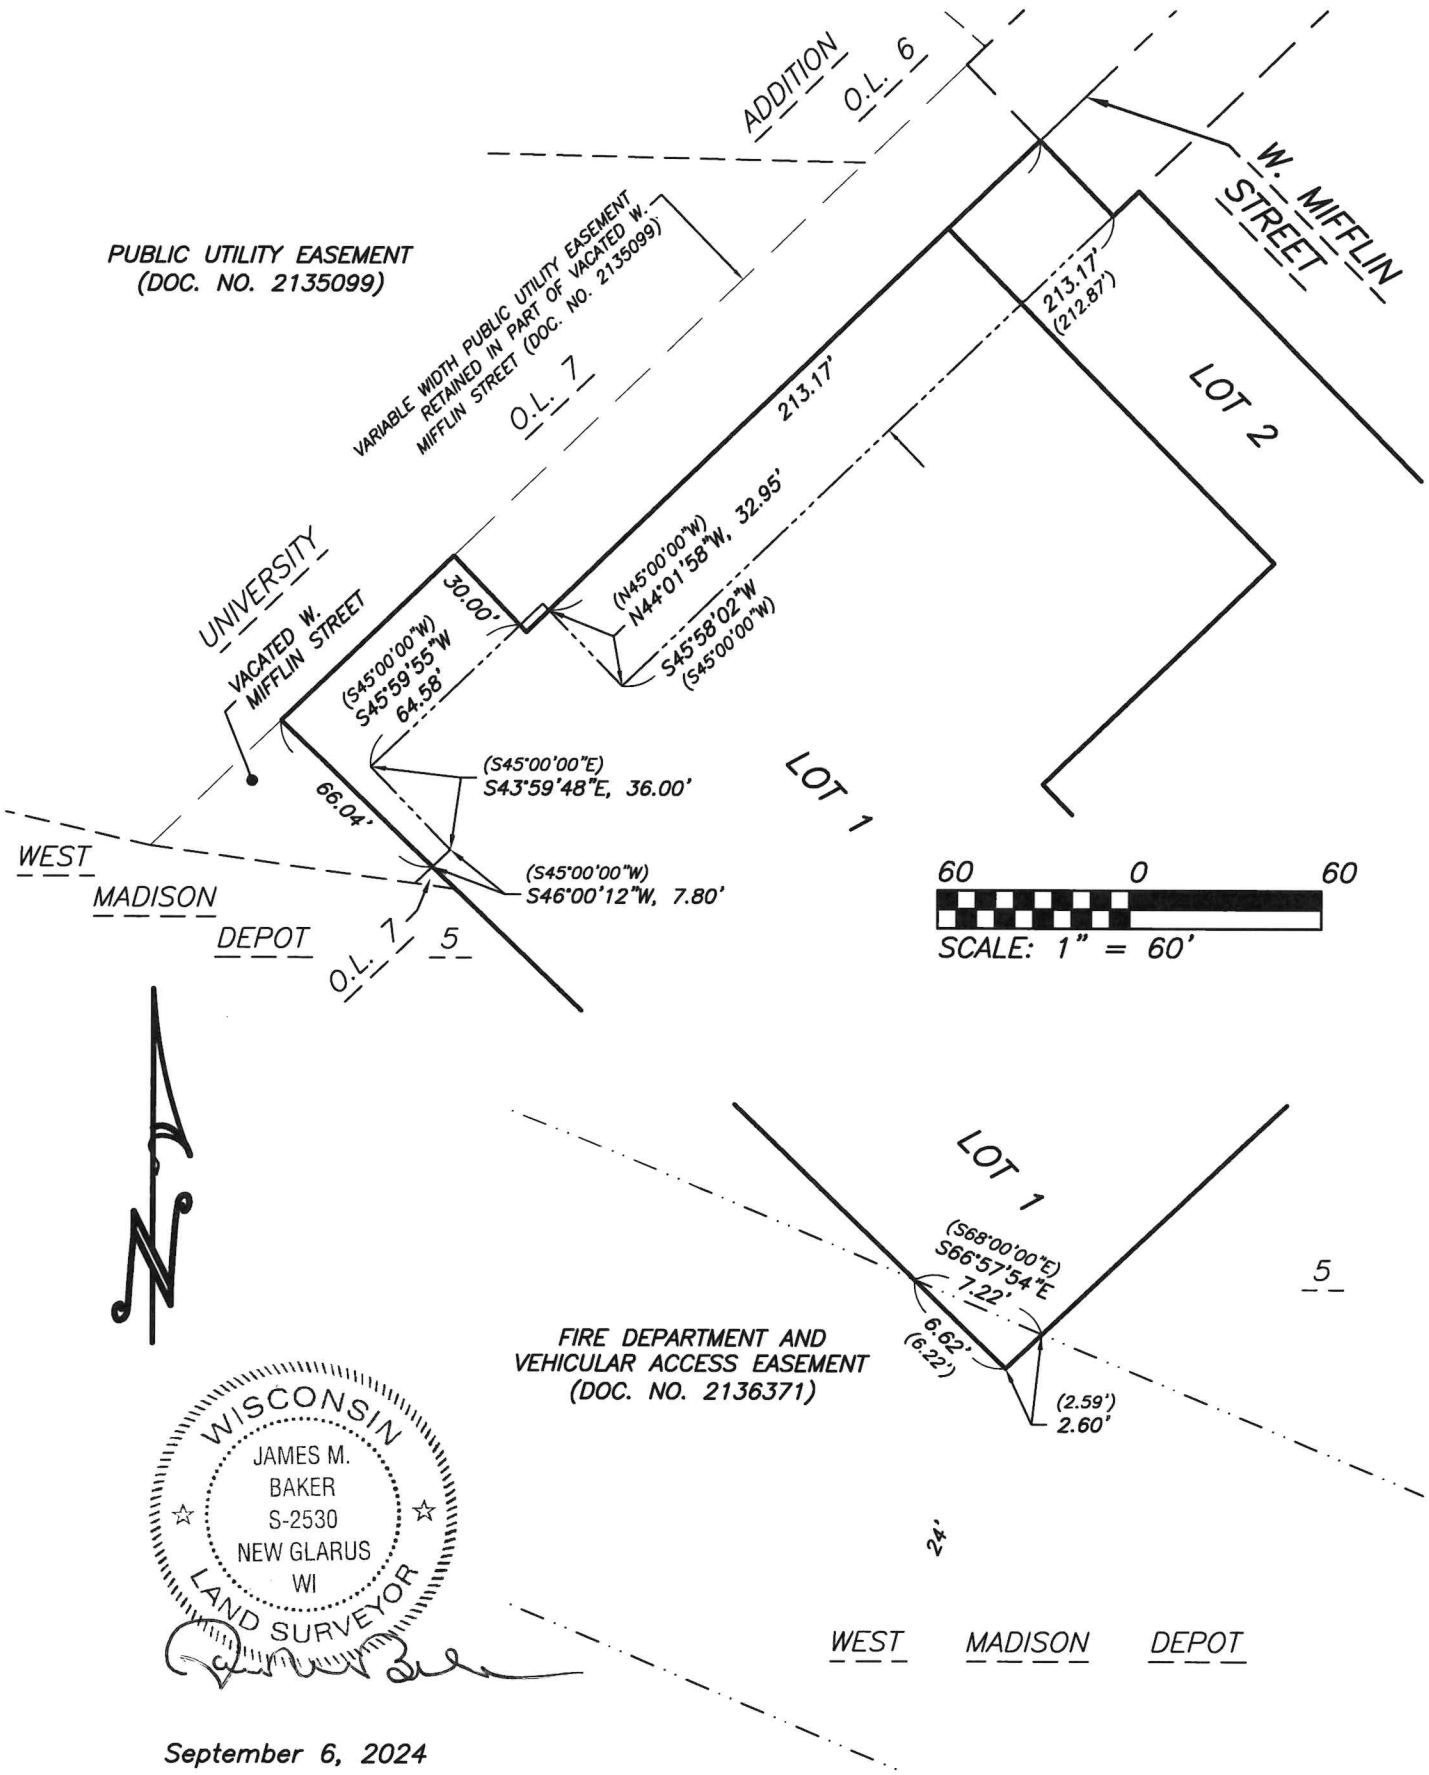 ADDITION
O.L. 6
W. MIFFLIN
STREET
PUBLIC UTILITY EASEMENT
(DOC. NO. 2135099)
VARIABLE WIDTH PUBLIC UTILITY EASEMENT
RETAINED IN PART OF VACATED W.
MIFFLIN STREET (DOC. NO. 2135099)
O.L. 7
213.17'
(212.87')
213.17'
LOT 2
(N45°00'00"W)
N44°01'58"W, 32.95'
S45°58'02"W
(S45°00'00"W)
UNIVERSITY
VACATED W.
MIFFLIN STREET
30.00'
(S45°00'00"W)
S45°59'55"W
64.58'
(S45°00'00"E)
S43°59'48"E, 36.00'
66.04'
LOT 1
(S45°00'00"W)
S46°00'12"W, 7.80'
WEST
MADISON
DEPOT
O.L. 7
5
60 0 60
SCALE: 1" = 60'
N
LOT 1
(S68°00'00"E)
S66°57'54"E
7.22'
5
6.62'
(6.22')
(2.59')
2.60'
FIRE DEPARTMENT AND
VEHICULAR ACCESS EASEMENT
(DOC. NO. 2136371)
24'
WISCONSIN
JAMES M.
BAKER
S-2530
NEW GLARUS
WI
LAND SURVEYOR
WEST MADISON DEPOT
September 6, 2024